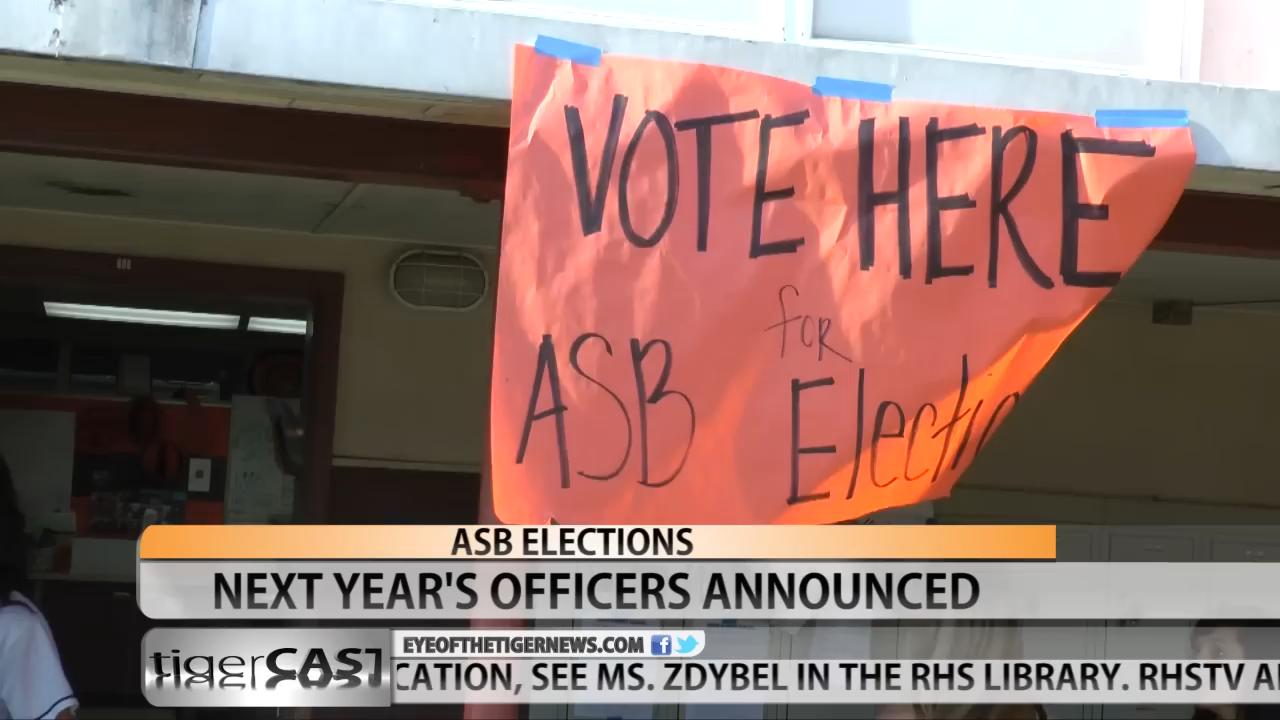 VOTE HERE
for
ASB Electio
ASB ELECTIONS
NEXT YEAR'S OFFICERS ANNOUNCED
EYEOFTHETIGERNEWS.COM
tigerCAST
CATION, SEE MS. ZDYBEL IN THE RHS LIBRARY. RHSTV A